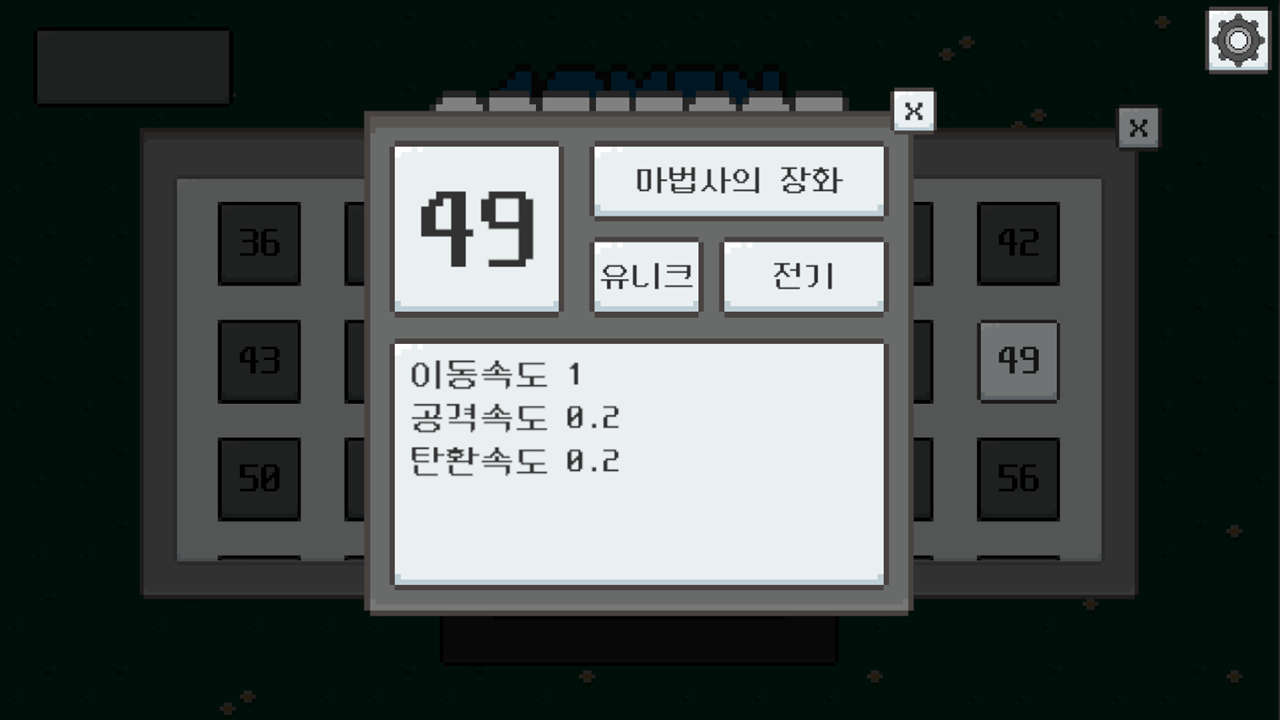 x
x
49
마법사의 장화
유니크
전기
이동속도 1
공격속도 0.2
탄환속도 0.2
36
42
43
49
50
56